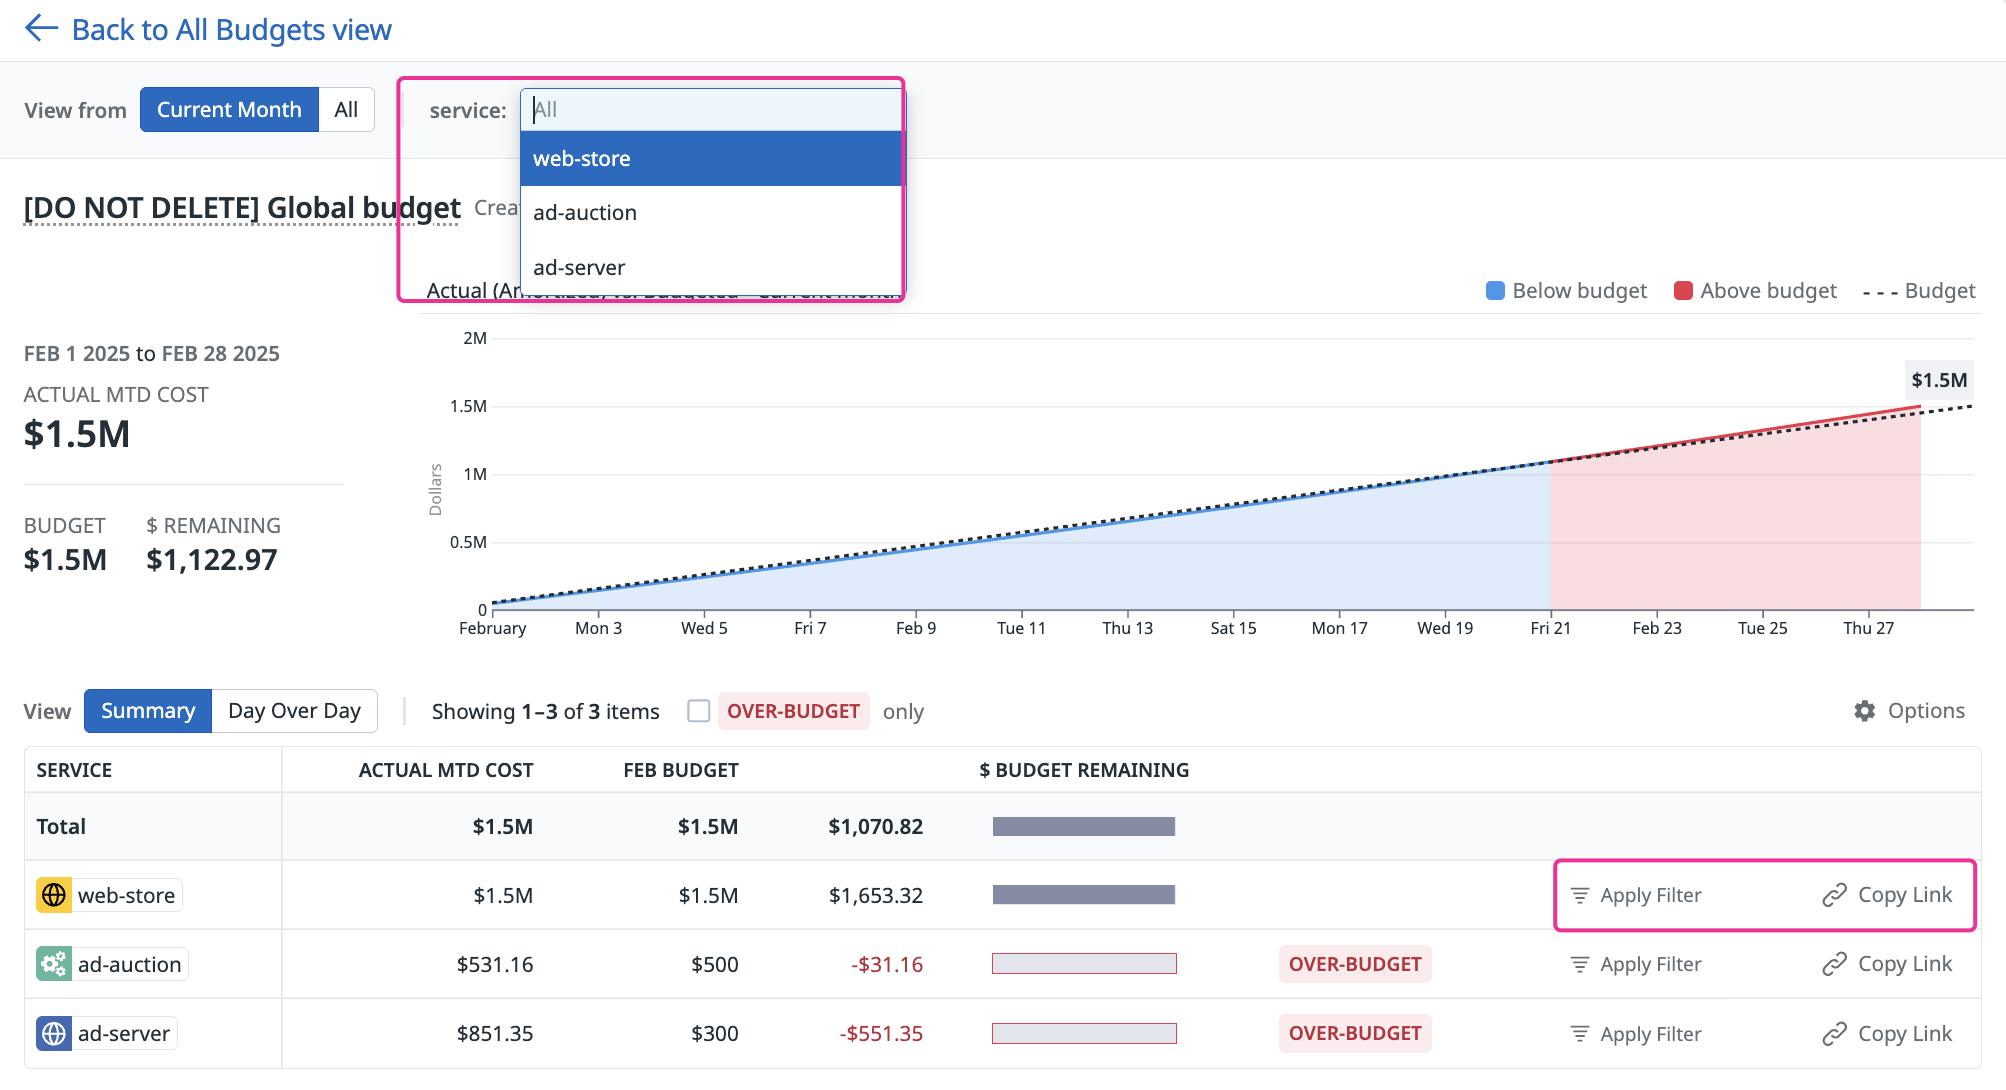 Back to All Budgets view
View from Current Month All service: All
web-store
ad-auction
ad-server
[DO NOT DELETE] Global budget
Actual
Below budget Above budget Budget
FEB 1 2025 to FEB 28 2025
ACTUAL MTD COST
$1.5M
BUDGET $ REMAINING
$1.5M $1,122.97
Dollars
2M
1.5M
1M
0.5M
0
$1.5M
February Mon 3 Wed 5 Fri 7 Feb 9 Tue 11 Thu 13 Sat 15 Mon 17 Wed 19 Fri 21 Feb 23 Tue 25 Thu 27
View Summary Day Over Day Showing 1–3 of 3 items OVER-BUDGET only Options
SERVICE ACTUAL MTD COST FEB BUDGET $ BUDGET REMAINING
Total $1.5M $1.5M $1,070.82
web-store $1.5M $1.5M $1,653.32 Apply Filter Copy Link
ad-auction $531.16 $500 -$31.16 OVER-BUDGET Apply Filter Copy Link
ad-server $851.35 $300 -$551.35 OVER-BUDGET Apply Filter Copy Link